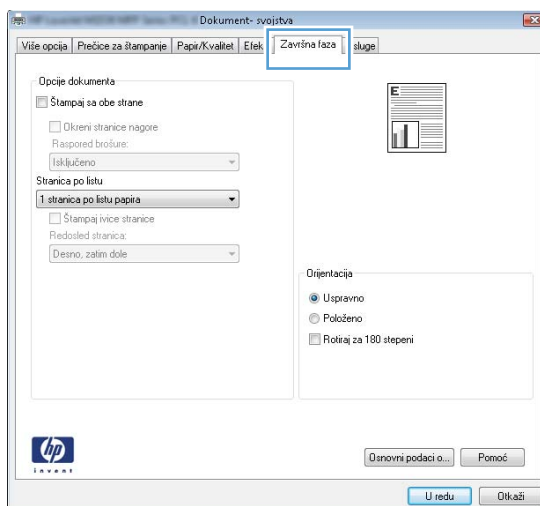 Dokument- svojstva
Više opcija Prečice za štampanje Papir/Kvalitet Efek Završna faza sluge
Opcije dokumenta
Štampaj sa obe strane
Okreni stranice nagore
Raspored brošure:
Isključeno
Stranica po listu
1 stranica po listu papira
Štampaj ivice stranice
Redosled stranica:
Desno, zatim dole
E
Orijentacija
Uspravno
Položeno
Rotiraj za 180 stepeni
hp
invent
Osnovni podaci o... Pomoć
U redu Otkaži